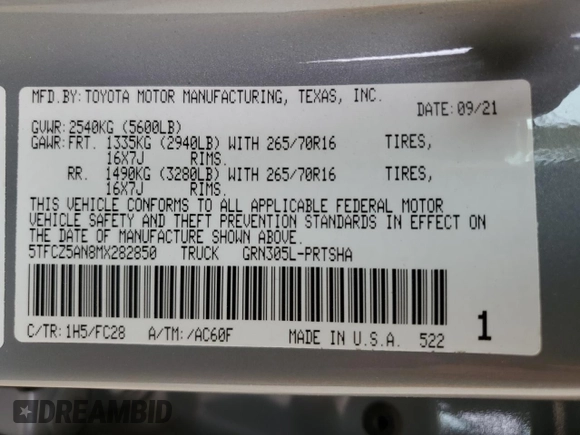 MFD.BY:TOYOTA MOTOR MANUFACTURING, TEXAS, INC.
DATE:09/21
GVWR:2540KG (5600LB)
GAWR:FRT. 1335KG (2940LB) WITH 265/70R16 TIRES,
16X7J RIMS.
RR. 1490KG (3280LB) WITH 265/70R16 TIRES,
16X7J RIMS.
THIS VEHICLE CONFORMS TO ALL APPLICABLE FEDERAL MOTOR
VEHICLE SAFETY AND THEFT PREVENTION STANDARDS IN EFFECT ON
THE DATE OF MANUFACTURE SHOWN ABOVE.
5TFCZ5AN8MX282850 TRUCK GRN305L-PRTSHA
C/TR:1H5/FC28 A/TM:/AC60F MADE IN U.S.A. 522 1
DREAMBID